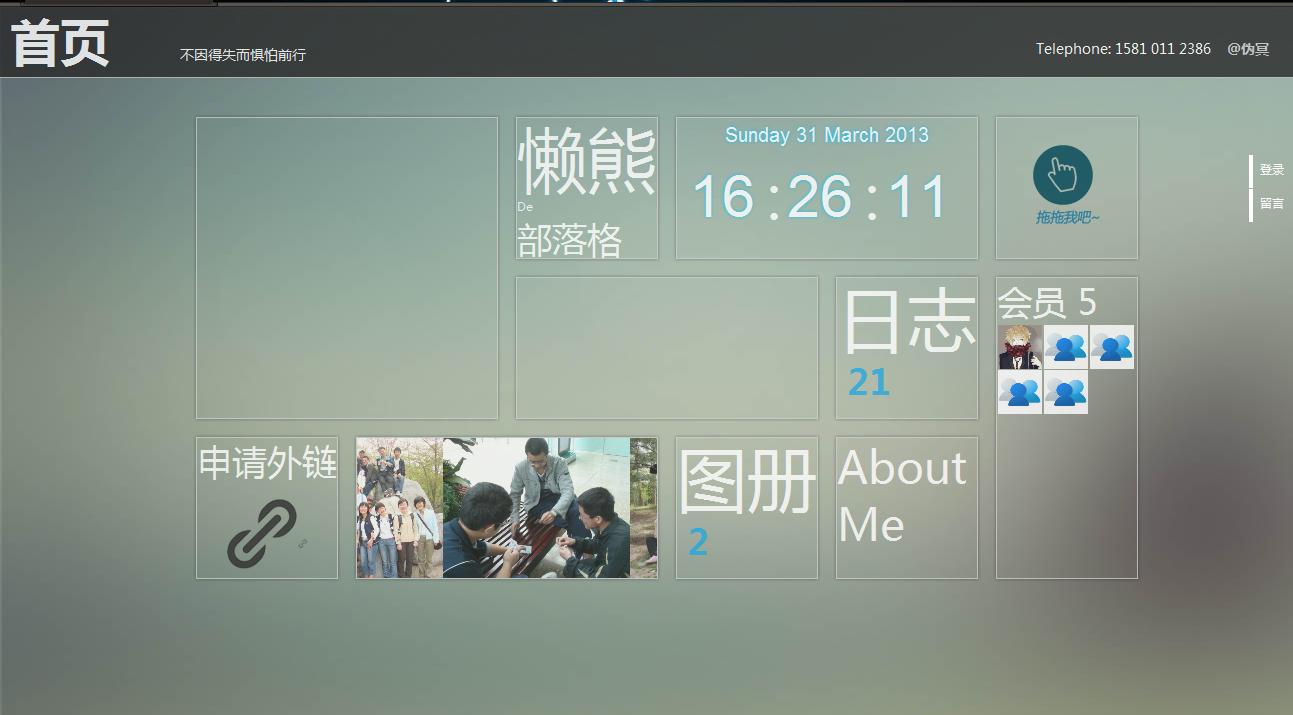 首页
不因得失而惧怕前行
Telephone: 1581 011 2386 @伪冥
懒熊
De
部落格
Sunday 31 March 2013
16:26:11
拖拖我吧~
登录
留言
日志
21
会员 5
申请外链
图册
2
About
Me